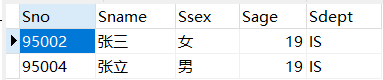 Sno Sname Ssex Sage Sdept
95002 张三 女 19 IS
95004 张立 男 19 IS